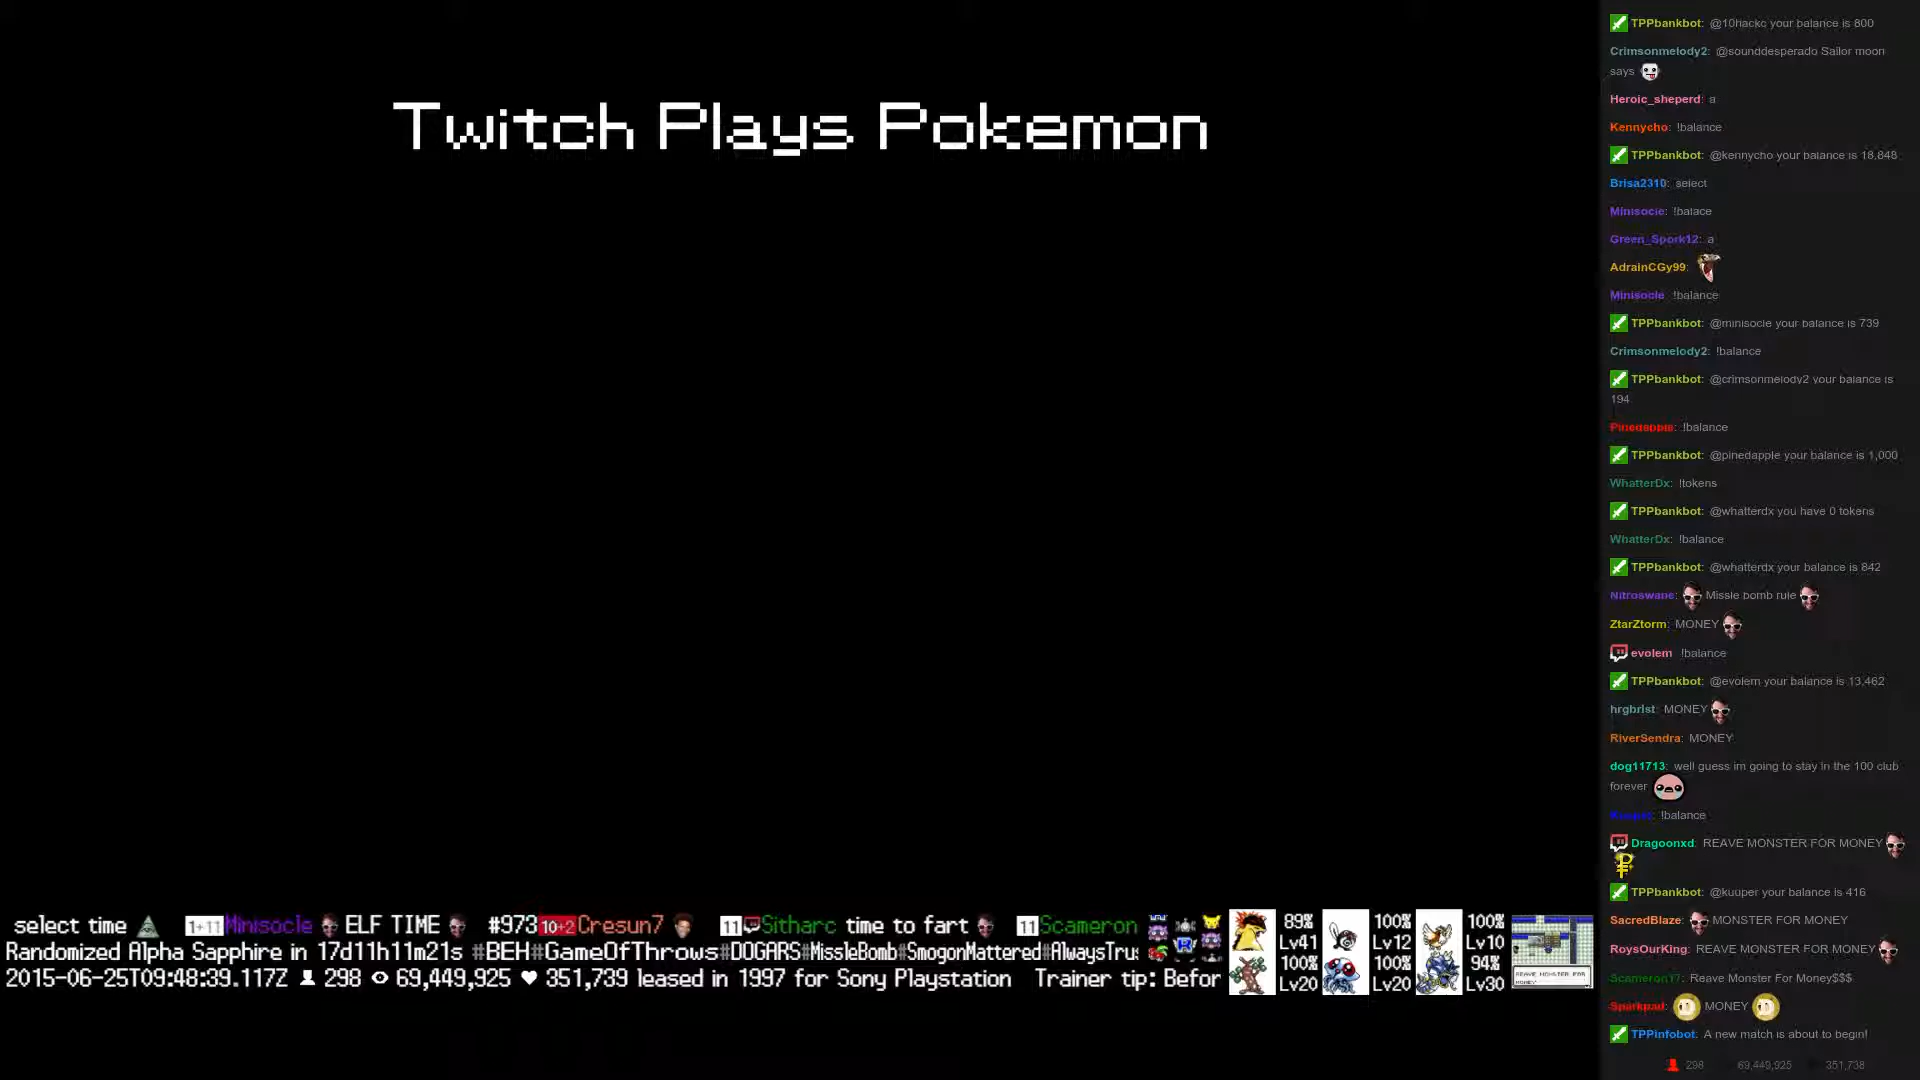 Twitch Plays Pokemon
select time
1+11 Minisocle ELF TIME #973 10+2 Cresun7 11 Sitharc time to fart 11 Scameron
Randomized Alpha Sapphire in 17d11h11m21s #BEH#GameOfThrows#DOGARS#MissleBomb#SmogonMattered#AlwaysTrus
2015-06-25T09:48:39.117Z 298 69,449,925 351,739 leased in 1997 for Sony Playstation Trainer tip: Befor
89% 100% 100%
Lv41 Lv12 Lv10
100% 100% 94%
Lv20 Lv20 Lv30
REAVE MONSTER FOR
MONEY
TPPbankbot: @10hackc your balance is 800
Crimsonmelody2: @sounddesperado Sailor moon
says
Heroic_sheperd: a
Kennycho: !balance
TPPbankbot: @kennycho your balance is 18,848
Brisa2310: select
Minisocle: !balace
Green_Spork12: a
AdrainCGy99:
Minisocle !balance
TPPbankbot: @minisocle your balance is 739
Crimsonmelody2: !balance
TPPbankbot: @crimsonmelody2 your balance is
194
Pinedapple: !balance
TPPbankbot: @pinedapple your balance is 1,000
WhatterDx: !tokens
TPPbankbot: @whatterdx you have 0 tokens
WhatterDx: !balance
TPPbankbot: @whatterdx your balance is 842
Nitroswane: Missle bomb rule
ZtarZtorm: MONEY
evolem !balance
TPPbankbot: @evolem your balance is 13,462
hrgbrlst: MONEY
RiverSendra: MONEY
dog11713: well guess im going to stay in the 100 club
forever
Kuuper: !balance
Dragoonxd: REAVE MONSTER FOR MONEY
TPPbankbot: @kuuper your balance is 416
SacredBlaze: MONSTER FOR MONEY
RoysOurKing: REAVE MONSTER FOR MONEY
Scameron17: Reave Monster For Money$$$
Sparkpad: MONEY
TPPinfobot: A new match is about to begin!
298 69,449,925 351,738